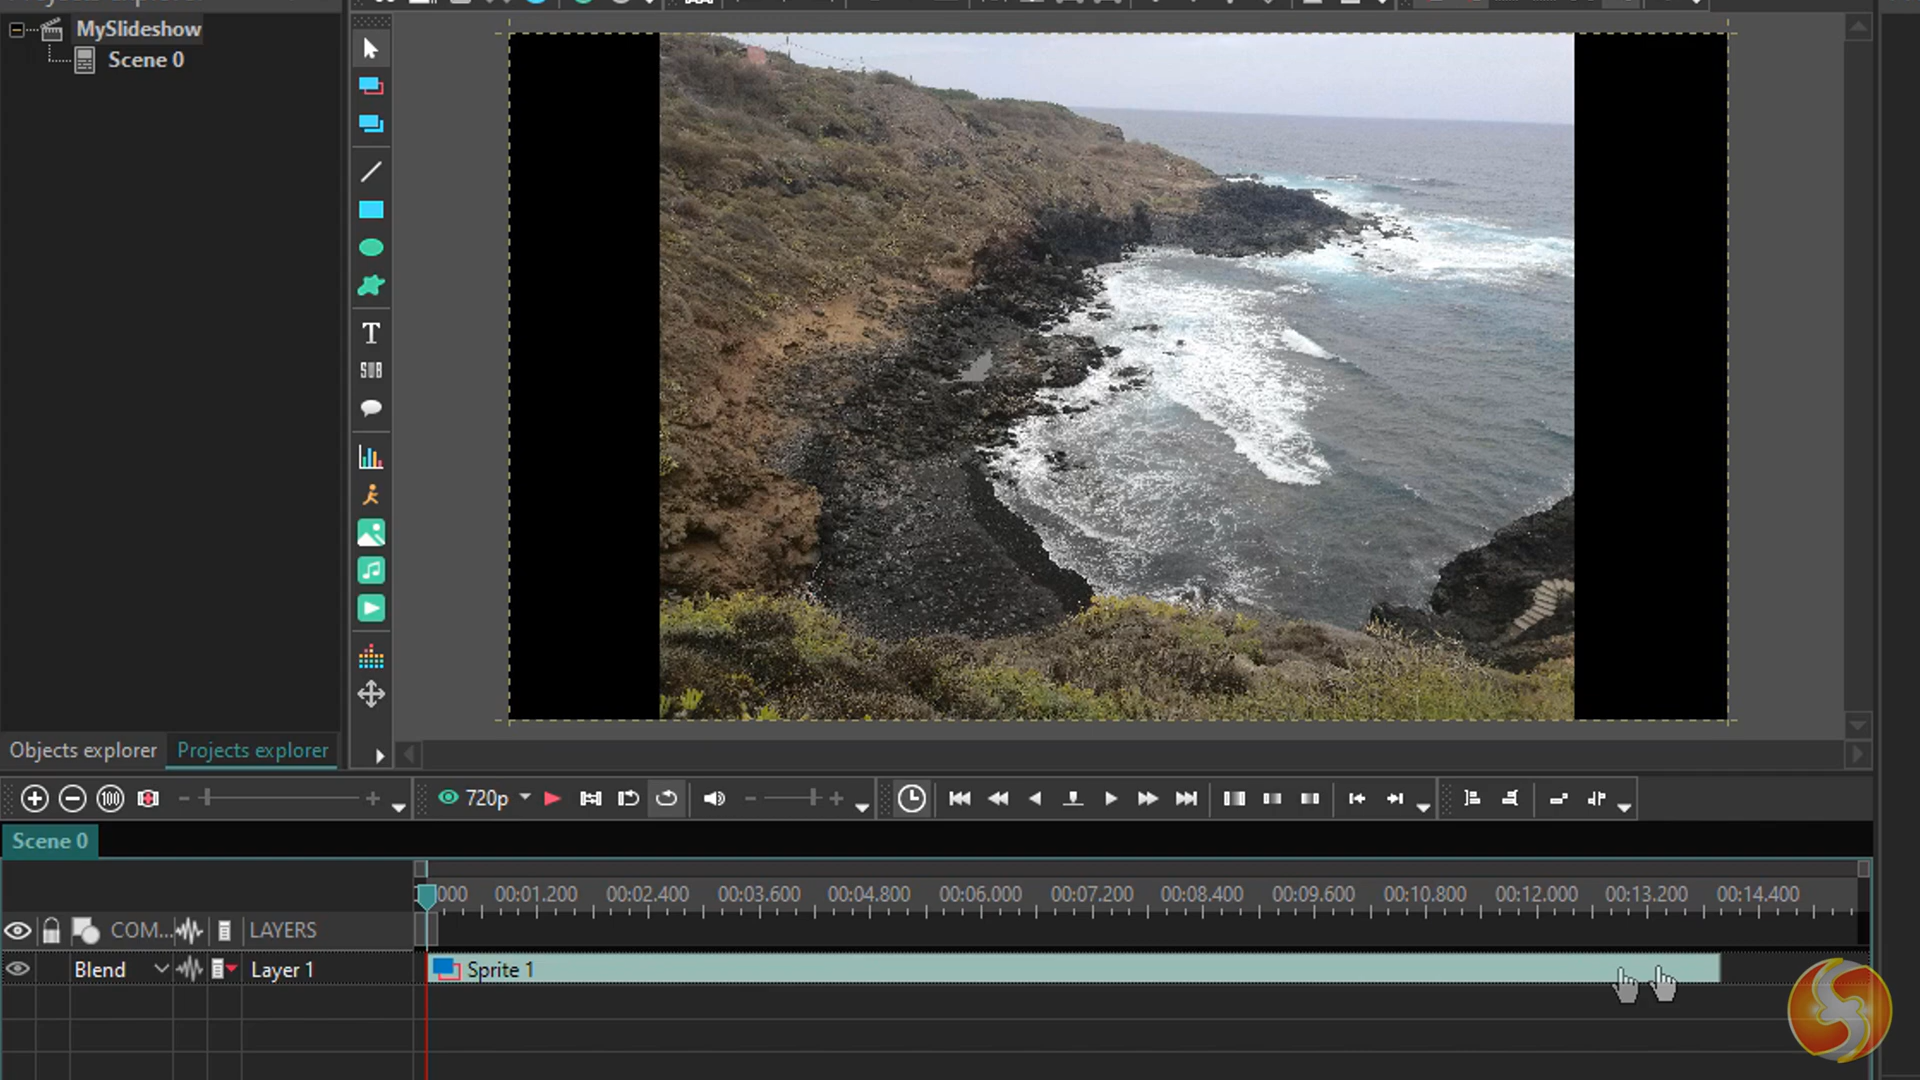 MySlideshow
Scene 0
T
SUB
Objects explorer
Projects explorer
100
720p
Scene 0
000 00:01.200 00:02.400 00:03.600 00:04.800 00:06.000 00:07.200 00:08.400 00:09.600 00:10.800 00:12.000 00:13.200 00:14.400
COM... LAYERS
Blend Layer 1 Sprite 1